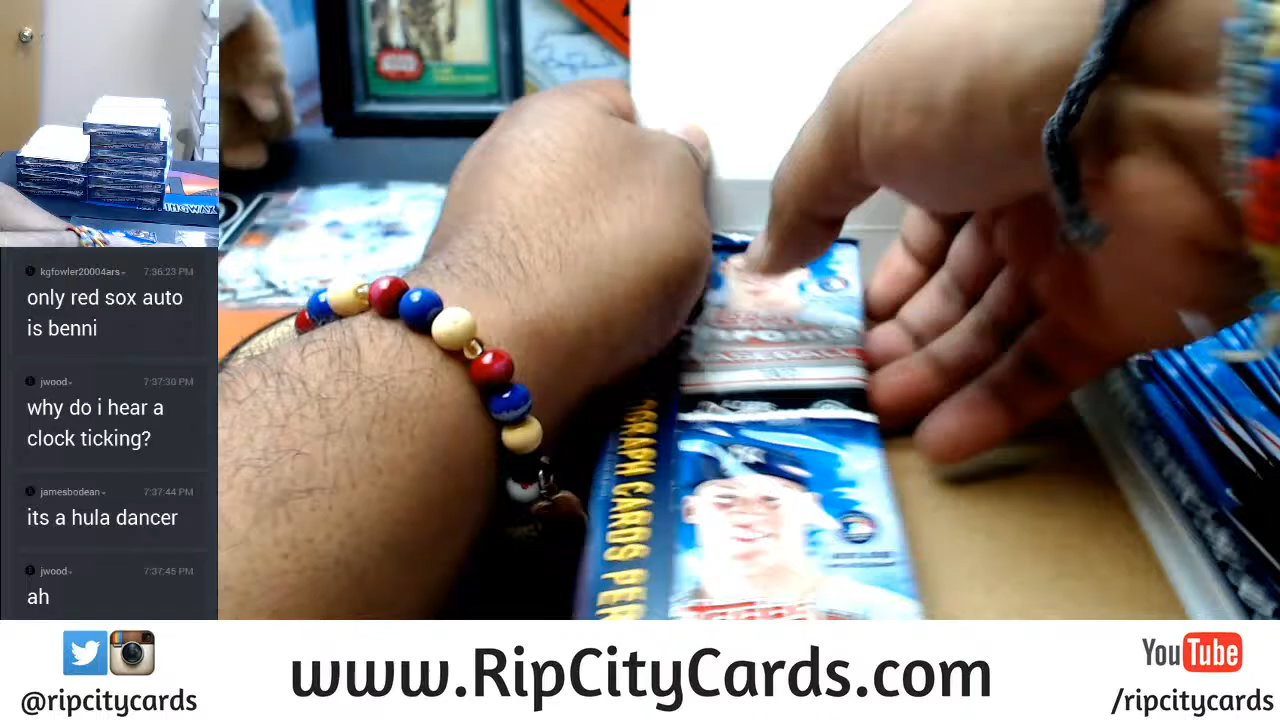 kgfowler20004ars 7:36:23 PM
only red sox auto
is benni
jwood 7:37:30 PM
why do i hear a
clock ticking?
jamesbodean 7:37:44 PM
its a hula dancer
jwood 7:37:45 PM
ah
www.RipCityCards.com
@ripcitycards
YouTube
/ripcitycards
CARDS PER